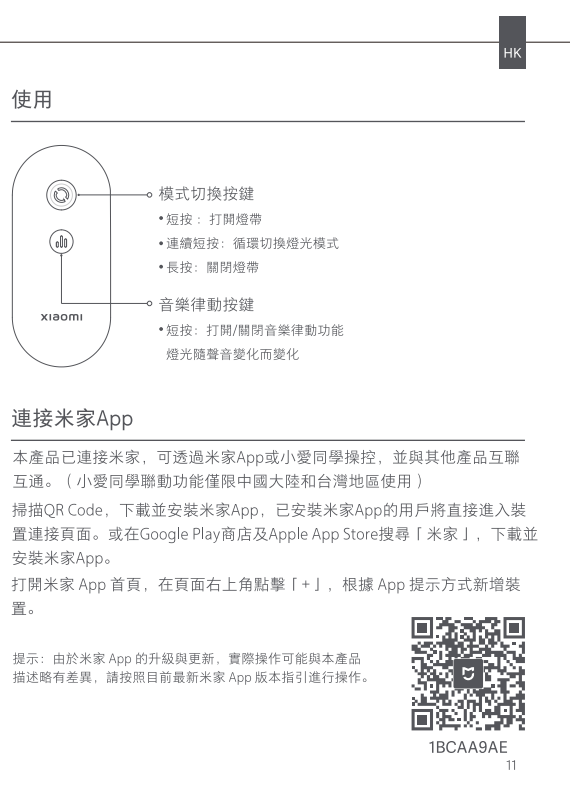 HK
使用
模式切換按鍵
•短按：打開燈帶
•連續短按：循環切換燈光模式
•長按：關閉燈帶
音樂律動按鍵
xiaomi
•短按：打開/關閉音樂律動功能
燈光隨聲音變化而變化
連接米家App
本產品已連接米家，可透過米家App或小愛同學操控，並與其他產品互聯
互通。（小愛同學聯動功能僅限中國大陸和台灣地區使用）
掃描QR Code，下載並安裝米家App，已安裝米家App的用戶將直接進入裝
置連接頁面。或在Google Play商店及Apple App Store搜尋「米家」，下載並
安裝米家App。
打開米家 App 首頁，在頁面右上角點擊「+」，根據 App 提示方式新增裝
置。
提示：由於米家 App 的升級與更新，實際操作可能與本產品
描述略有差異，請按照目前最新米家 App 版本指引進行操作。
1BCAA9AE
11